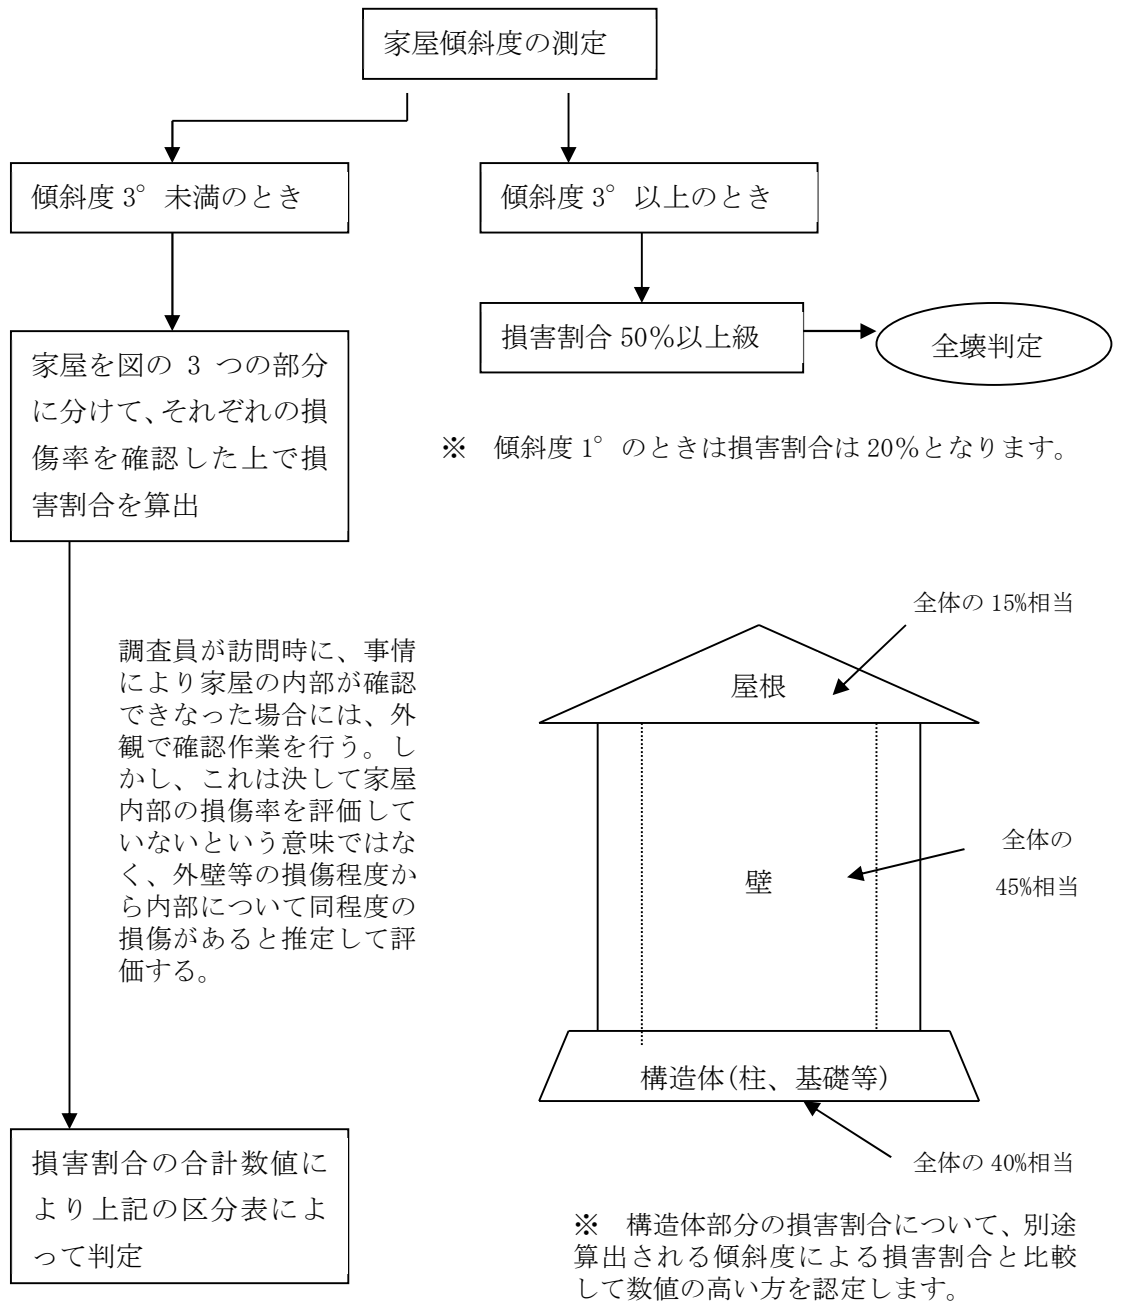 家屋傾斜度の測定
傾斜度 3°未満のとき
傾斜度 3°以上のとき
損害割合 50％以上級
全壊判定
家屋を図の 3 つの部分
に分けて、それぞれの損
傷率を確認した上で損
害割合を算出
※　傾斜度 1°のときは損害割合は 20％となります。
調査員が訪問時に、事情
により家屋の内部が確認
できなった場合には、外
観で確認作業を行う。し
かし、これは決して家屋
内部の損傷率を評価して
いないという意味ではな
く、外壁等の損傷程度か
ら内部について同程度の
損傷があると推定して評
価する。
全体の 15%相当
屋根
全体の
45%相当
壁
構造体(柱、基礎等)
全体の 40%相当
損害割合の合計数値に
より上記の区分表によ
って判定
※　構造体部分の損害割合について、別途
算出される傾斜度による損害割合と比較
して数値の高い方を認定します。